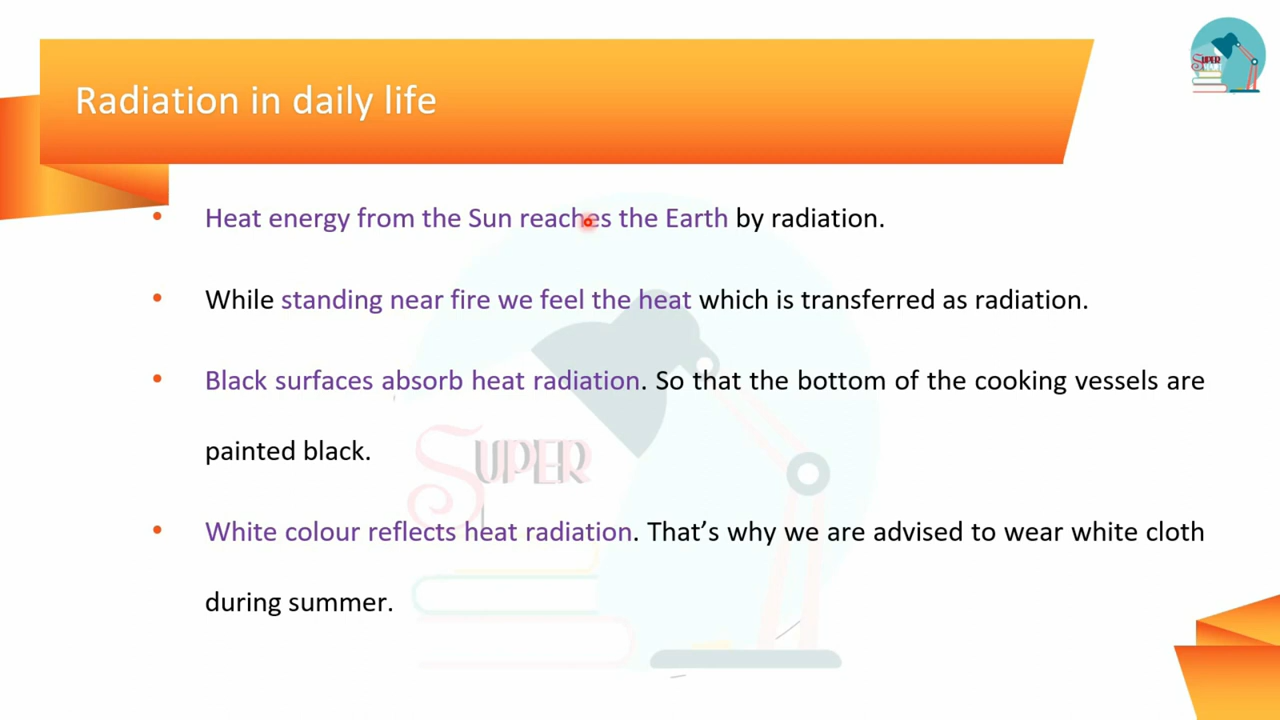 Radiation in daily life
SUPER
• Heat energy from the Sun reaches the Earth by radiation.
• While standing near fire we feel the heat which is transferred as radiation.
• Black surfaces absorb heat radiation. So that the bottom of the cooking vessels are
painted black.
SUPER
• White colour reflects heat radiation. That’s why we are advised to wear white cloth
during summer.